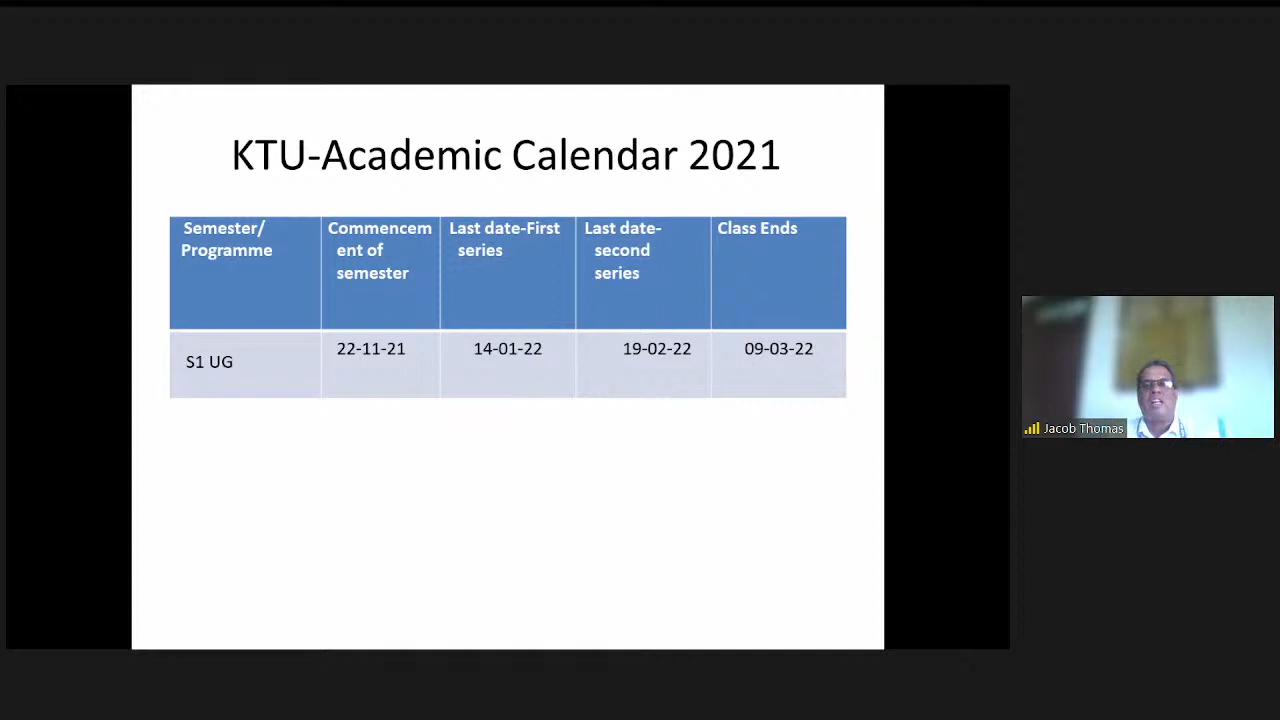 KTU-Academic Calendar 2021
Semester/
Programme
Commencem
ent of
semester
Last date-First
series
Last date-
second
series
Class Ends
S1 UG
22-11-21
14-01-22
19-02-22
09-03-22
Jacob Thomas